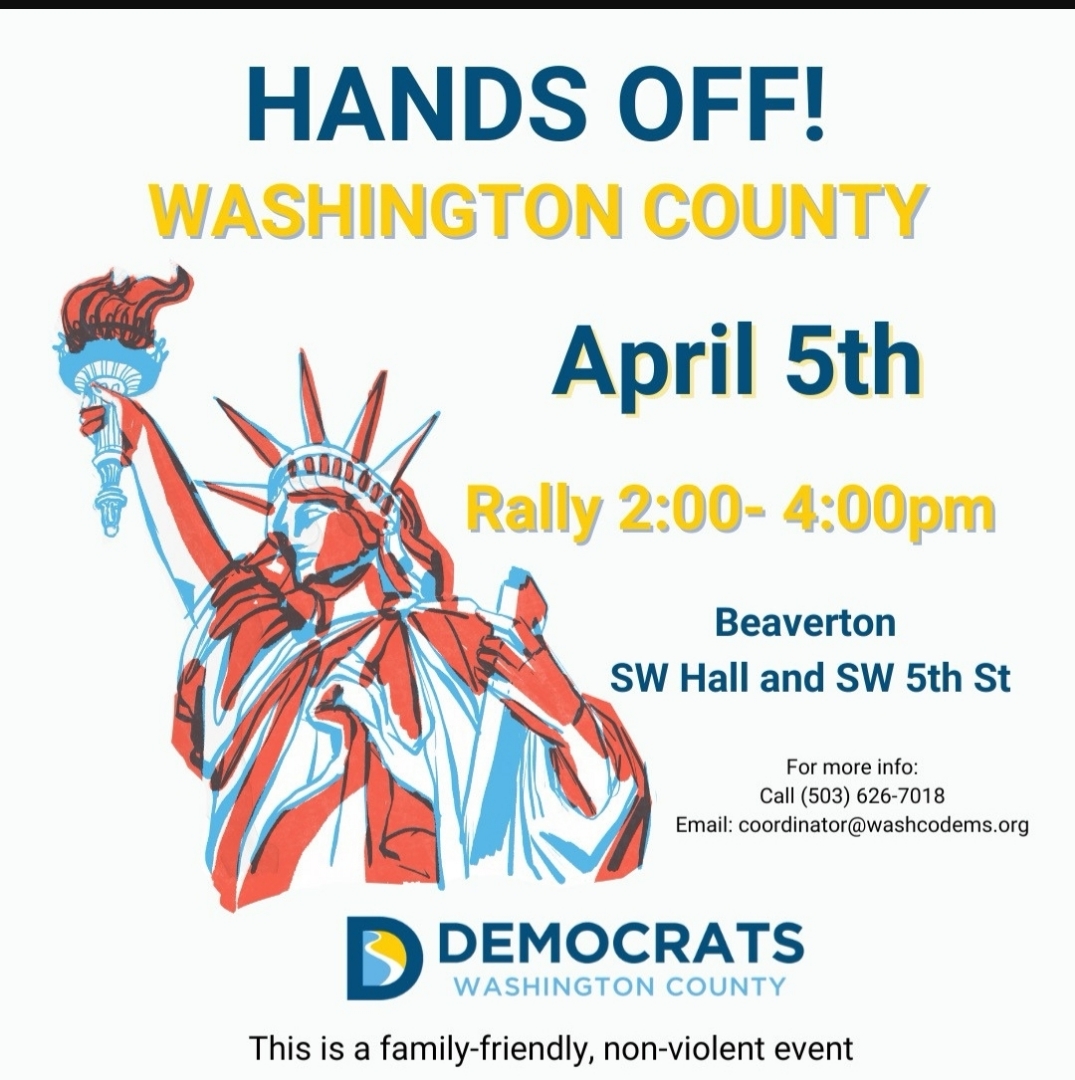 HANDS OFF!
WASHINGTON COUNTY
April 5th
Rally 2:00- 4:00pm
Beaverton
SW Hall and SW 5th St
For more info:
Call (503) 626-7018
Email: coordinator@washcodems.org
D DEMOCRATS
WASHINGTON COUNTY
This is a family-friendly, non-violent event